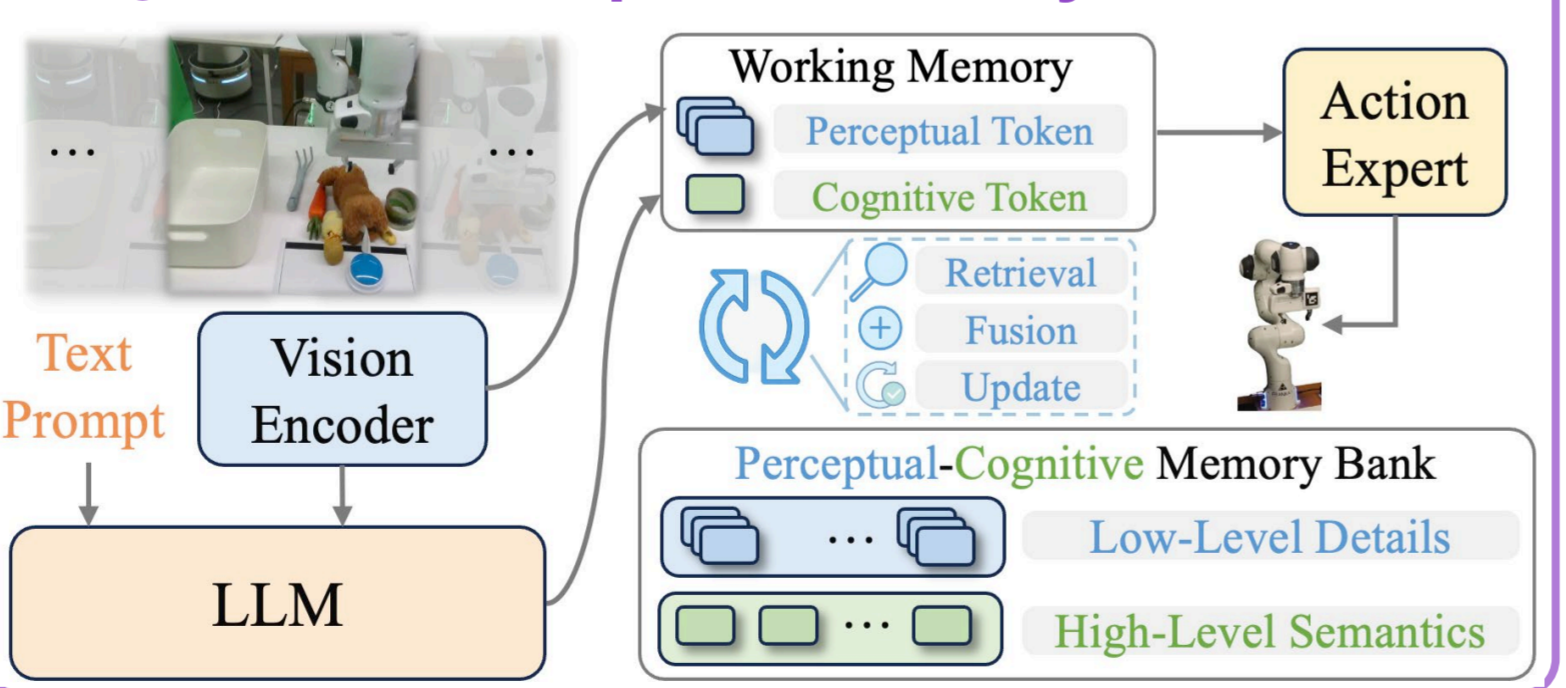 Working Memory
Perceptual Token
Cognitive Token
Action
Expert
Retrieval
Fusion
Update
Text
Prompt
Vision
Encoder
LLM
Perceptual-Cognitive Memory Bank
Low-Level Details
High-Level Semantics